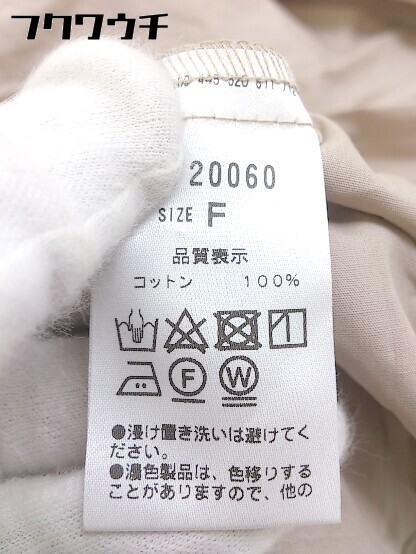 フクワウチ
20060
SIZE F
品質表示
コットン 100%
F W
●浸け置き洗いは避けてく
ださい。
●濃色製品は、色移りする
ことがありますので、他の